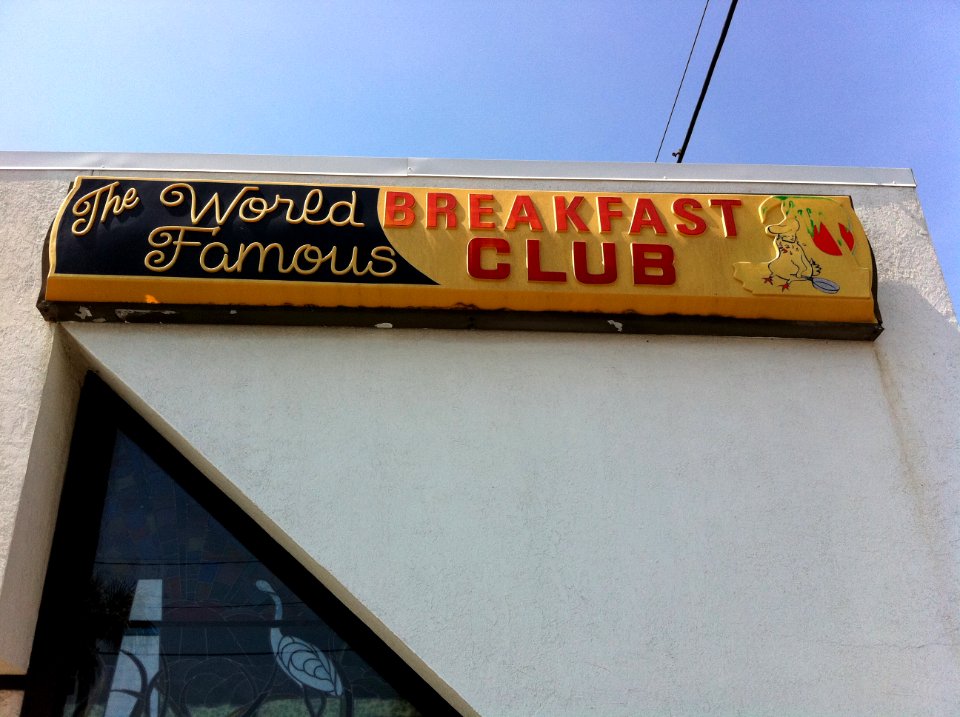 The World
Famous
BREAKFAST
CLUB